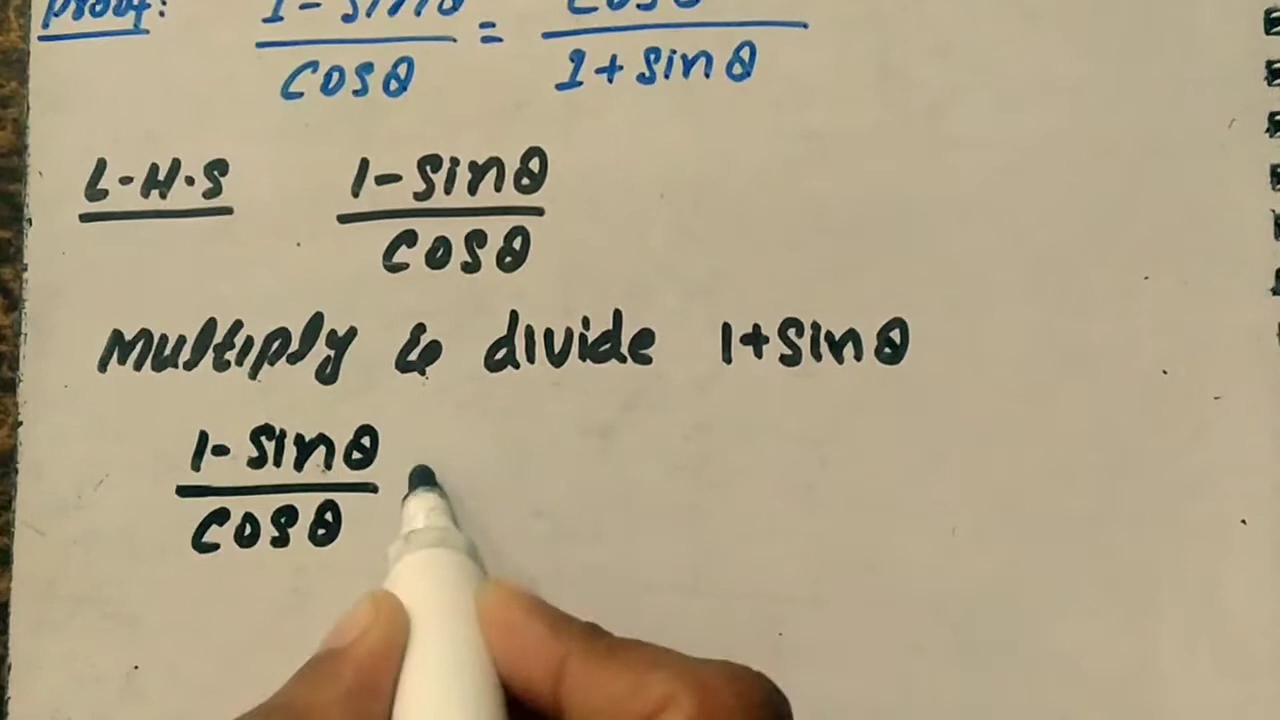 Proof: 1 - sinθ / cosθ = cosθ / 1 + sinθ
L.H.S 1 - sinθ / cosθ
Multiply & divide 1 + sinθ
1 - sinθ / cosθ